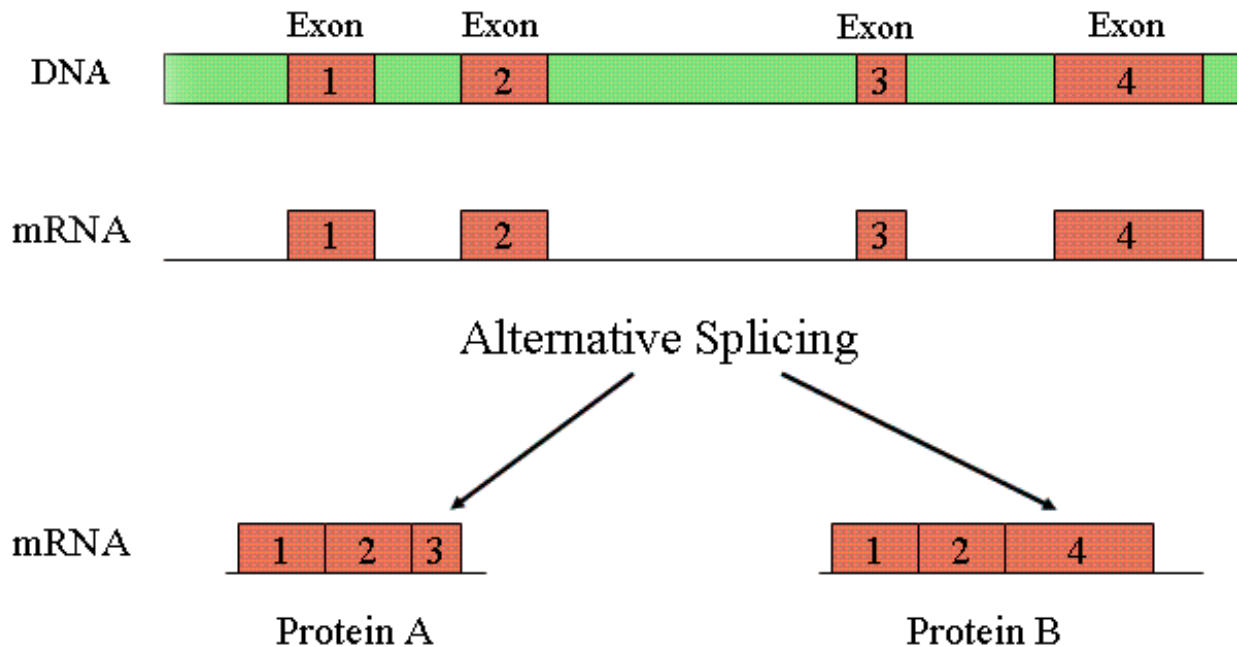 Exon Exon Exon Exon
DNA 1 2 3 4
mRNA 1 2 3 4
Alternative Splicing
mRNA 1 2 3 1 2 4
Protein A Protein B